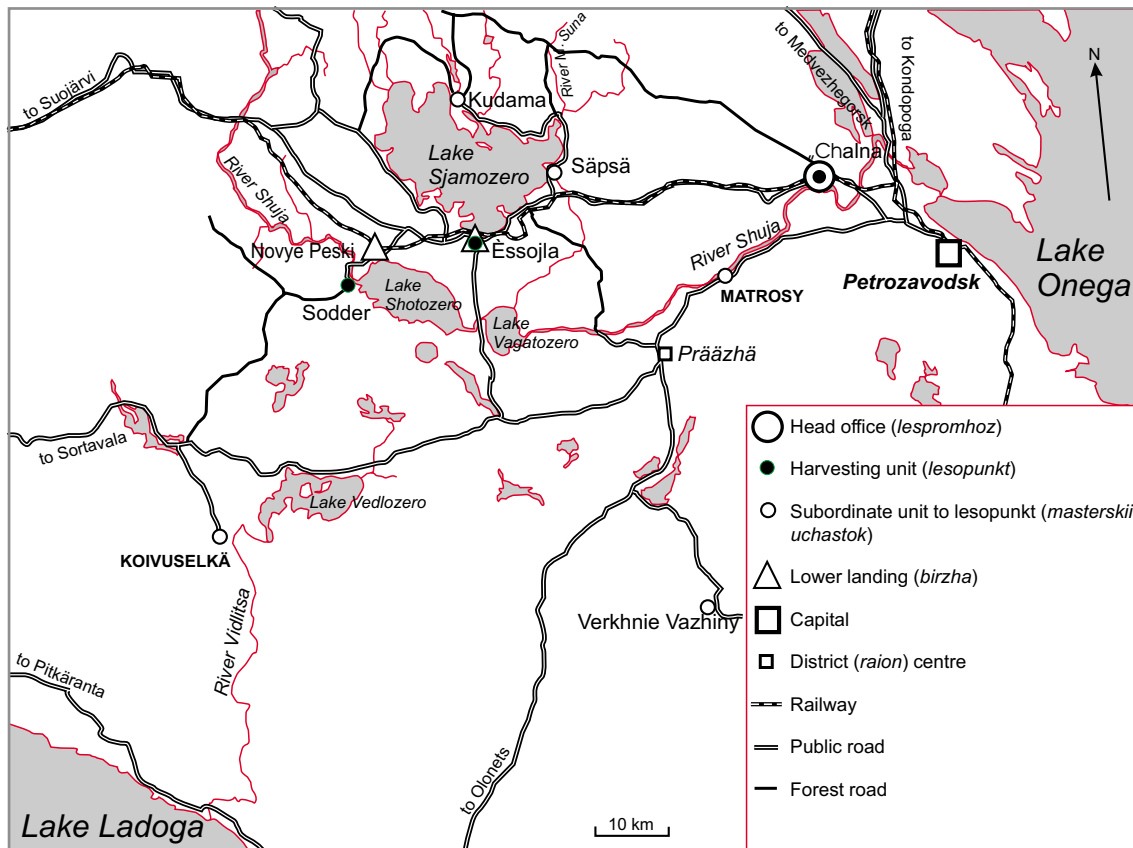 to Suojärvi
River M. Suna
to Medvezhegorsk
to Kondopoga
N
Kudama
Lake
Sjamozero
Säpsä
Chalna
River Shuja
Novye Peski
Èssojla
River Shuja
Lake
Onega
Petrozavodsk
MATROSY
Lake
Shotozero
Sodder
Lake
Vagatozero
Prääzhä
to Sortavala
Lake Vedlozero
KOIVUSELKÄ
River Vidlitsa
Verkhnie Vazhiny
to Pitkäranta
to Olonets
Lake Ladoga
10 km
Head office (lespromhoz)
Harvesting unit (lesopunkt)
Subordinate unit to lesopunkt (masterskii
uchastok)
Lower landing (birzha)
Capital
District (raion) centre
Railway
Public road
Forest road